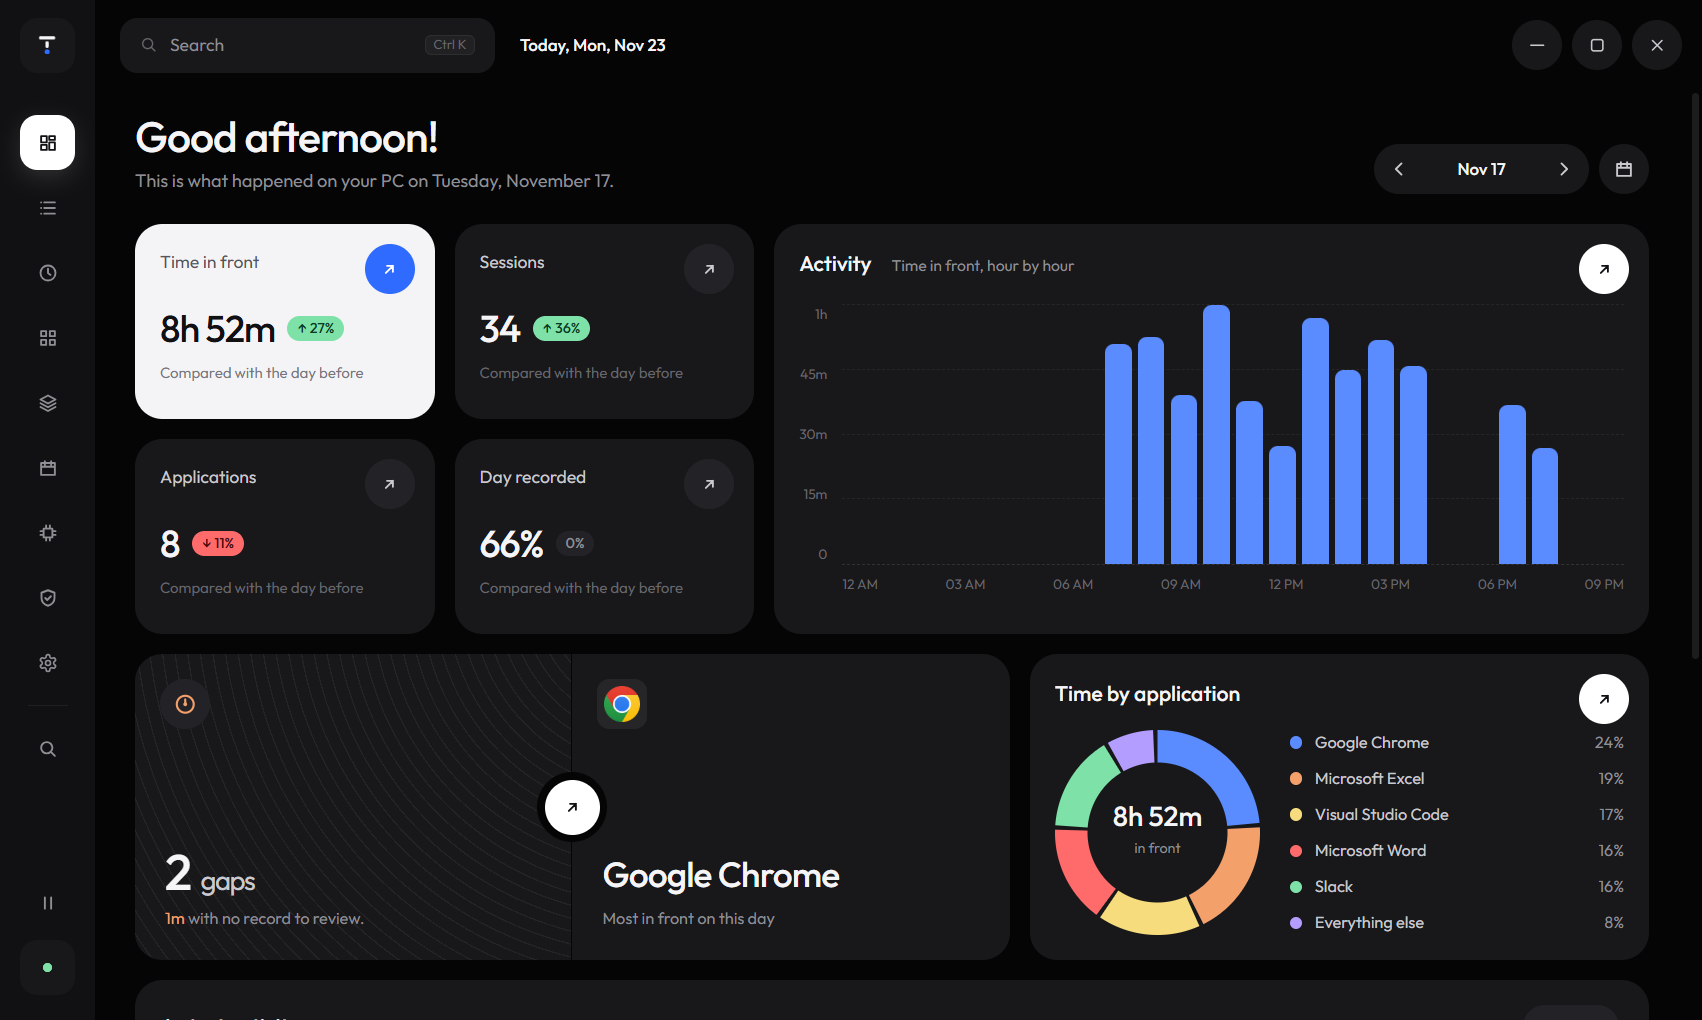 Search
Ctrl K
Today, Mon, Nov 23
Good afternoon!
This is what happened on your PC on Tuesday, November 17.
Nov 17
Time in front
8h 52m
↑ 27%
Compared with the day before
Sessions
34
↑ 36%
Compared with the day before
Applications
8
↓ 11%
Compared with the day before
Day recorded
66%
0%
Compared with the day before
Activity
Time in front, hour by hour
1h
45m
30m
15m
0
12 AM
03 AM
06 AM
09 AM
12 PM
03 PM
06 PM
09 PM
2 gaps
1m with no record to review.
Google Chrome
Most in front on this day
Time by application
8h 52m
in front
Google Chrome 24%
Microsoft Excel 19%
Visual Studio Code 17%
Microsoft Word 16%
Slack 16%
Everything else 8%